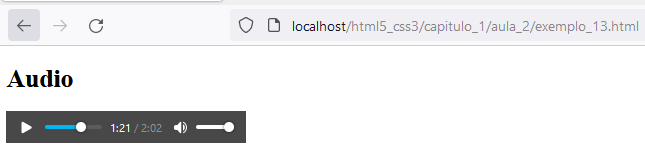 localhost/html5_css3/capitulo_1/aula_2/exemplo_13.html
Audio
1:21 / 2:02